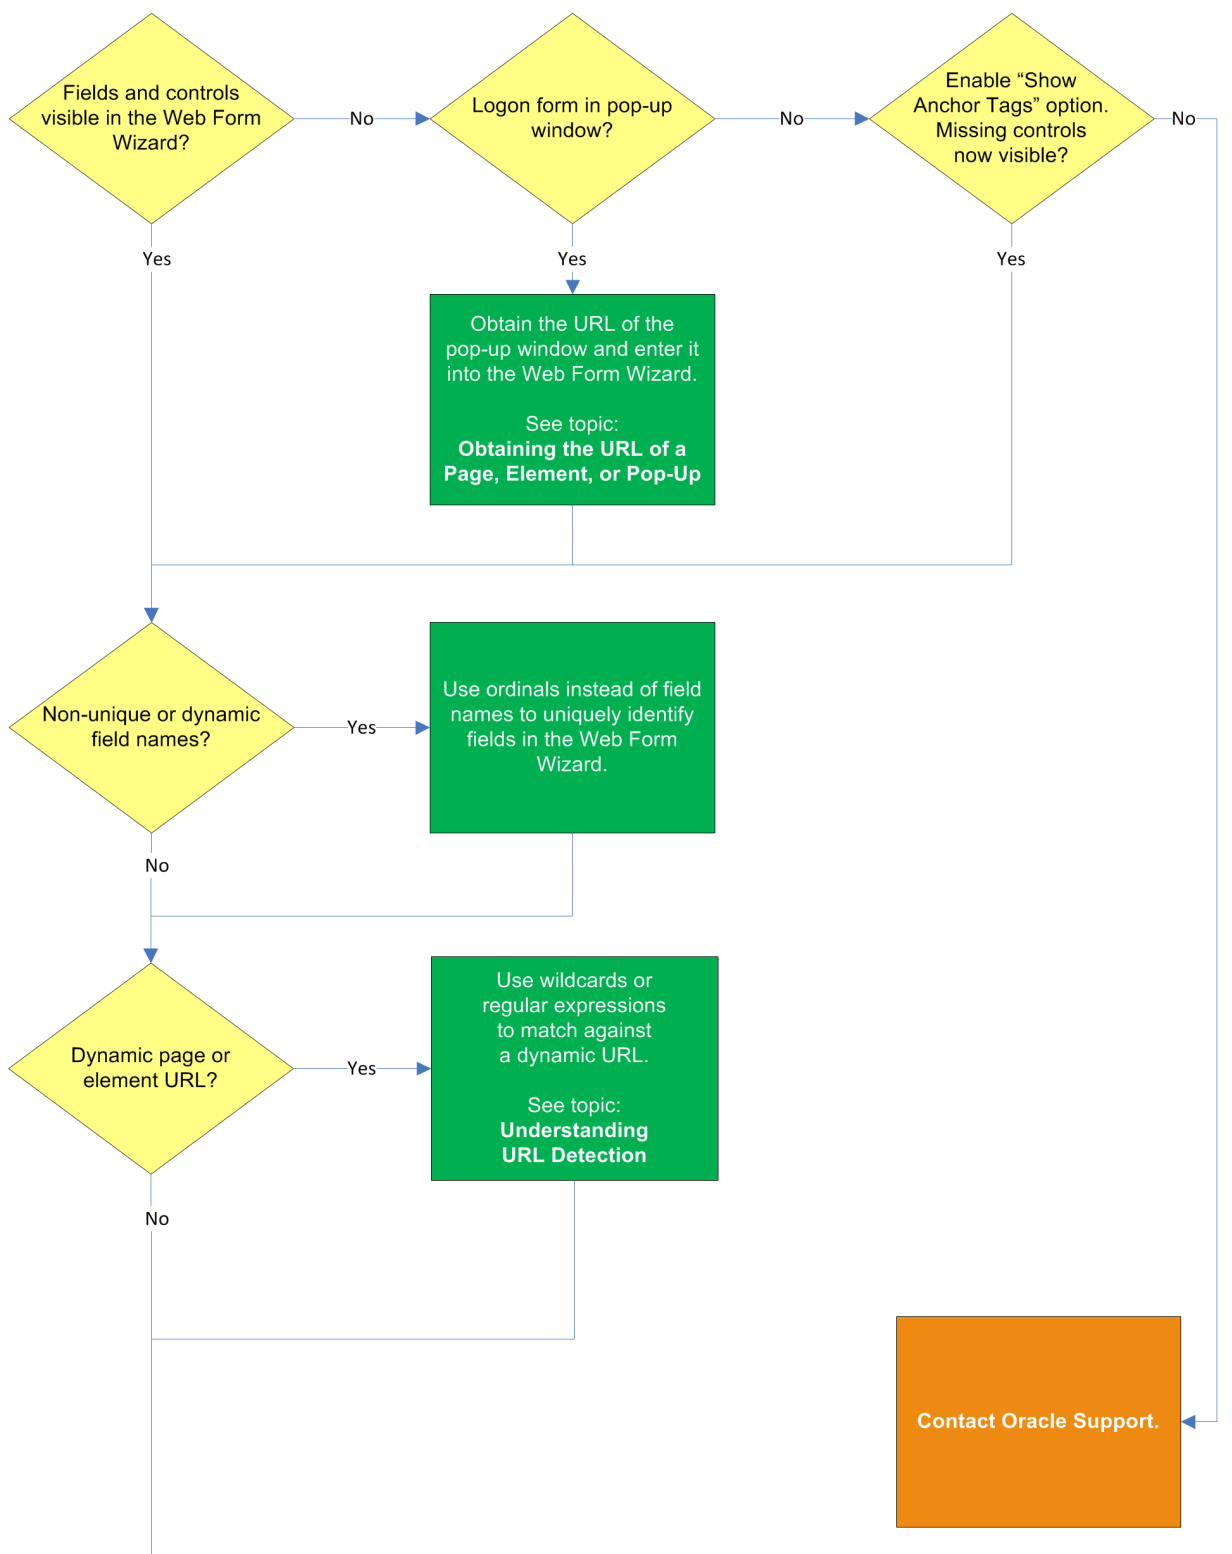 Fields and controls
visible in the Web Form
Wizard?
No
Logon form in pop-up
window?
No
Enable “Show
Anchor Tags” option.
Missing controls
now visible?
No
Yes
Yes
Yes
Obtain the URL of the
pop-up window and enter it
into the Web Form Wizard.
See topic:
Obtaining the URL of a
Page, Element, or Pop-Up
Non-unique or dynamic
field names?
Yes
Use ordinals instead of field
names to uniquely identify
fields in the Web Form
Wizard.
No
Dynamic page or
element URL?
Yes
Use wildcards or
regular expressions
to match against
a dynamic URL.
See topic:
Understanding
URL Detection
No
Contact Oracle Support.